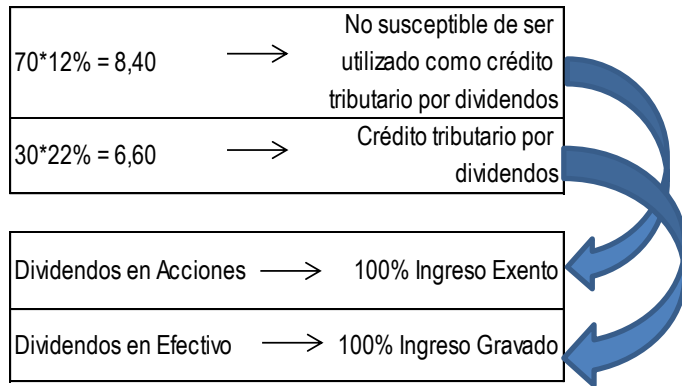 70*12% = 8,40
No susceptible de ser
utilizado como crédito
tributario por dividendos
30*22% = 6,60
Crédito tributario por
dividendos
Dividendos en Acciones
100% Ingreso Exento
Dividendos en Efectivo
100% Ingreso Gravado